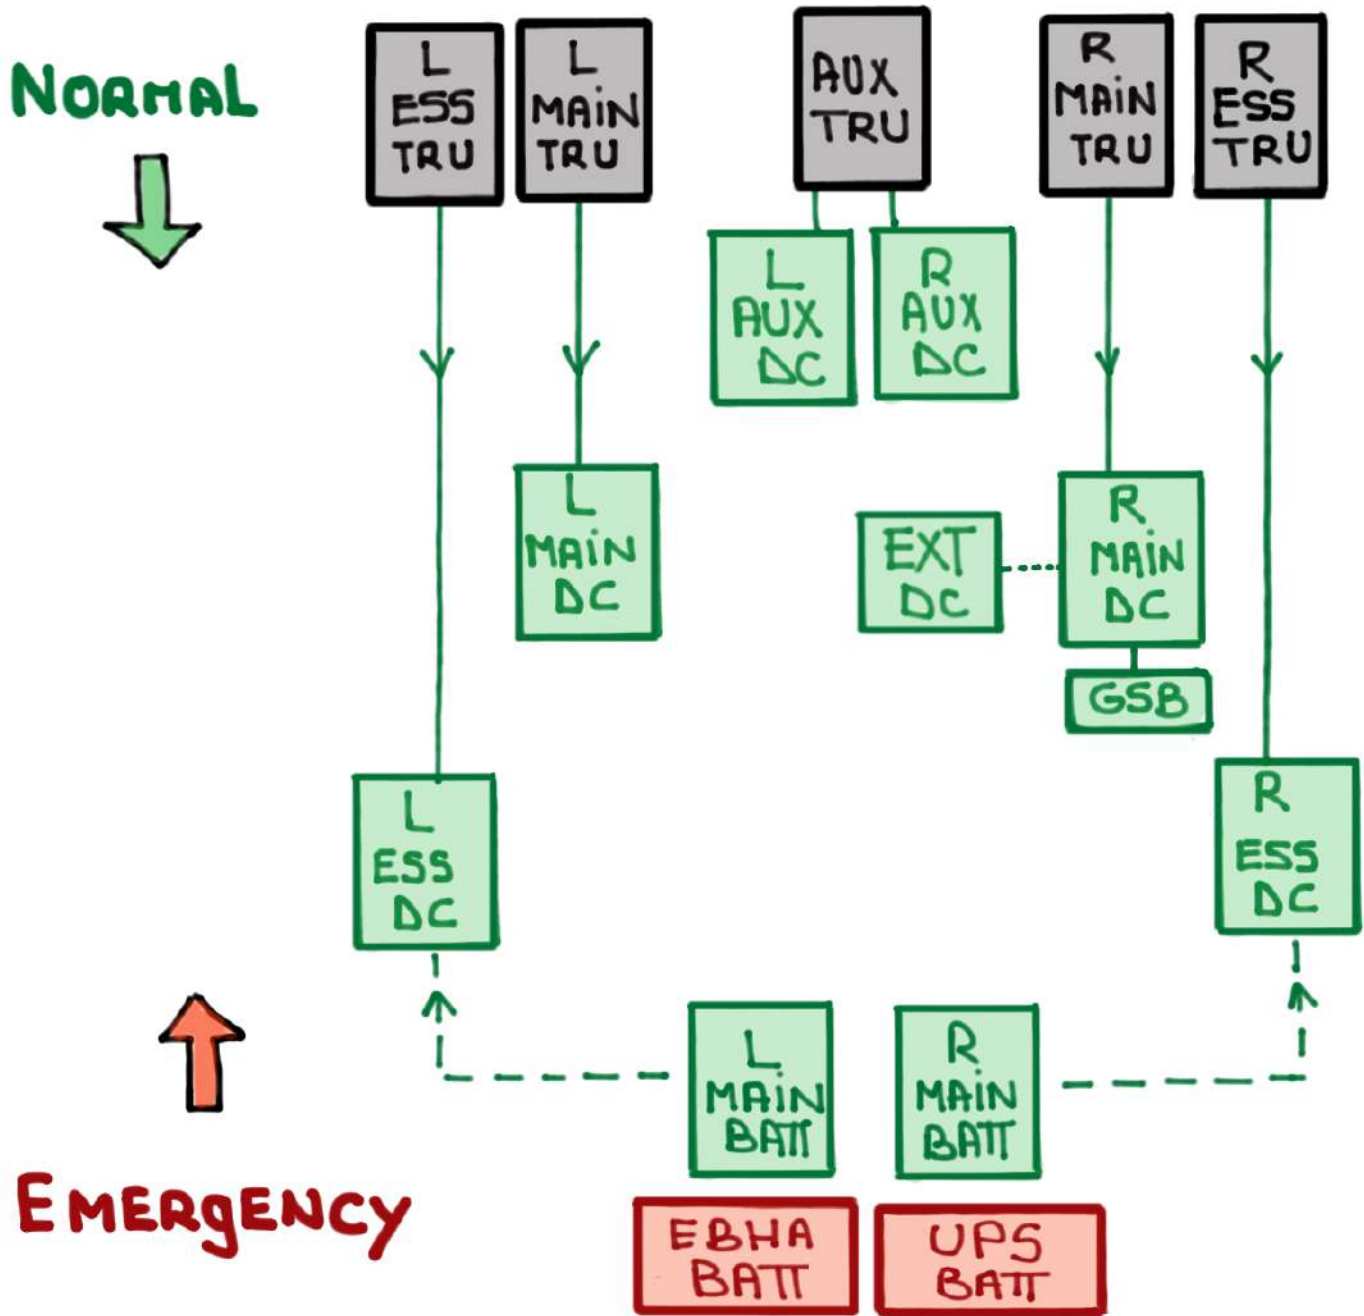 NORMAL
L
ESS
TRU
L
MAIN
TRU
AUX
TRU
R
MAIN
TRU
R
ESS
TRU
L
AUX
DC
R
AUX
DC
L
MAIN
DC
EXT
DC
R
MAIN
DC
GSB
L
ESS
DC
R
ESS
DC
L
MAIN
BATT
R
MAIN
BATT
EMERGENCY
EBHA
BATT
UPS
BATT